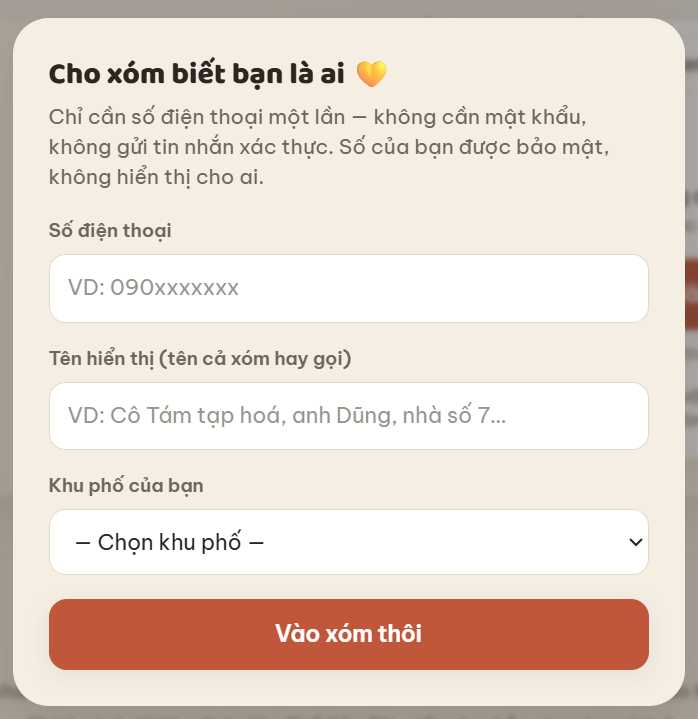 Cho xóm biết bạn là ai 🧡
Chỉ cần số điện thoại một lần — không cần mật khẩu,
không gửi tin nhắn xác thực. Số của bạn được bảo mật,
không hiển thị cho ai.
Số điện thoại
VD: 090xxxxxxx
Tên hiển thị (tên cả xóm hay gọi)
VD: Cô Tám tạp hoá, anh Dũng, nhà số 7...
Khu phố của bạn
— Chọn khu phố —
Vào xóm thôi